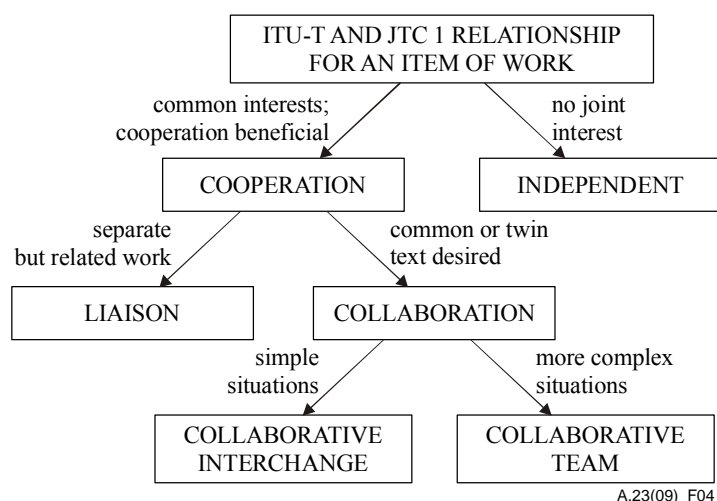 ITU-T AND JTC 1 RELATIONSHIP
FOR AN ITEM OF WORK
common interests;
cooperation beneficial
no joint
interest
COOPERATION
INDEPENDENT
separate
but related work
common or twin
text desired
LIAISON
COLLABORATION
simple
situations
more complex
situations
COLLABORATIVE
INTERCHANGE
COLLABORATIVE
TEAM
A.23(09)_F04